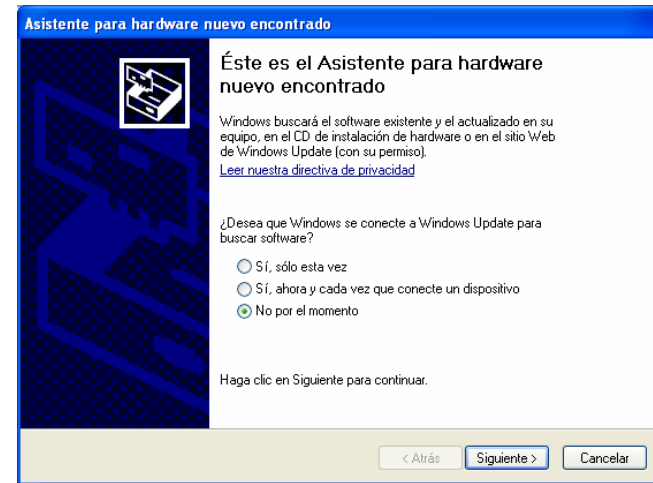 Asistente para hardware nuevo encontrado
Éste es el Asistente para hardware
nuevo encontrado
Windows buscará el software existente y el actualizado en su
equipo, en el CD de instalación de hardware o en el sitio Web
de Windows Update (con su permiso).
Leer nuestra directiva de privacidad
¿Desea que Windows se conecte a Windows Update para
buscar software?
Sí, sólo esta vez
Sí, ahora y cada vez que conecte un dispositivo
No por el momento
Haga clic en Siguiente para continuar.
< Atrás Siguiente > Cancelar